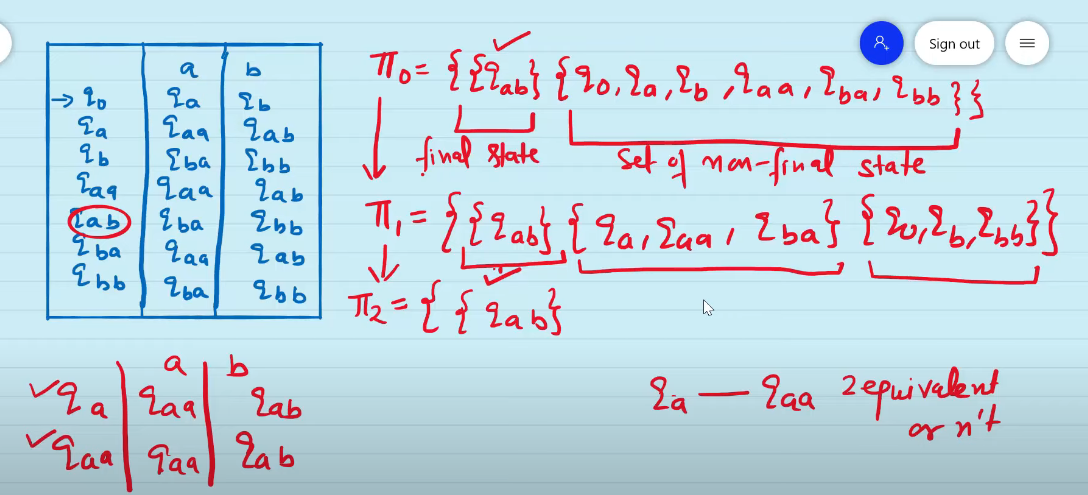 Sign out
a b
→ q0 qa qb
qa qaa qab
qb qba qbb
qaa qaa qab
qab qba qbb
qba qaa qab
qbb qba qbb
π0 = {{qab} {q0, qa, qb, qaa, qba, qbb}}
final state set of non-final state
π1 = {{qab} {qa, qaa, qba} {q0, qb, qbb}}
π2 = {{qab}
a b
✓qa qaa qab
✓qaa qaa qab
qa — qaa 2 equivalent
or n't